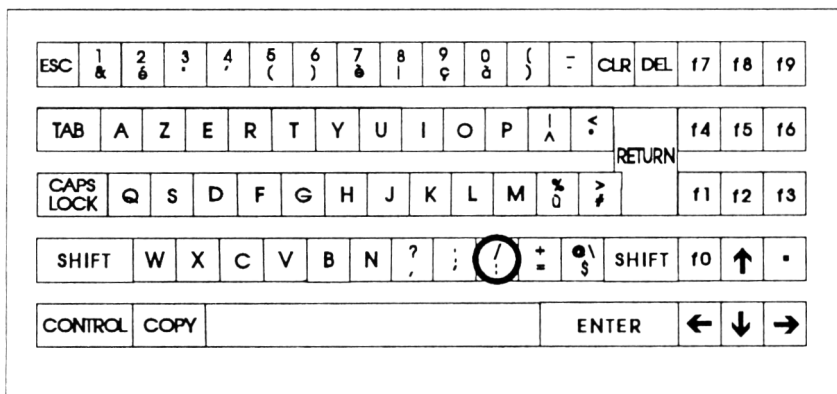 ESC 1 & 2 é 3 " 4 ' 5 ( 6 ) 7 è 8 | 9 ç 0 à ( ) _ - CLR DEL f7 f8 f9
TAB A Z E R T Y U I O P | ^ < * RETURN f4 f5 f6
CAPS LOCK Q S D F G H J K L M % ù > # f1 f2 f3
SHIFT W X C V B N ? , . ; / : + = @ \ $ SHIFT f0 ↑ .
CONTROL COPY ENTER ← ↓ →